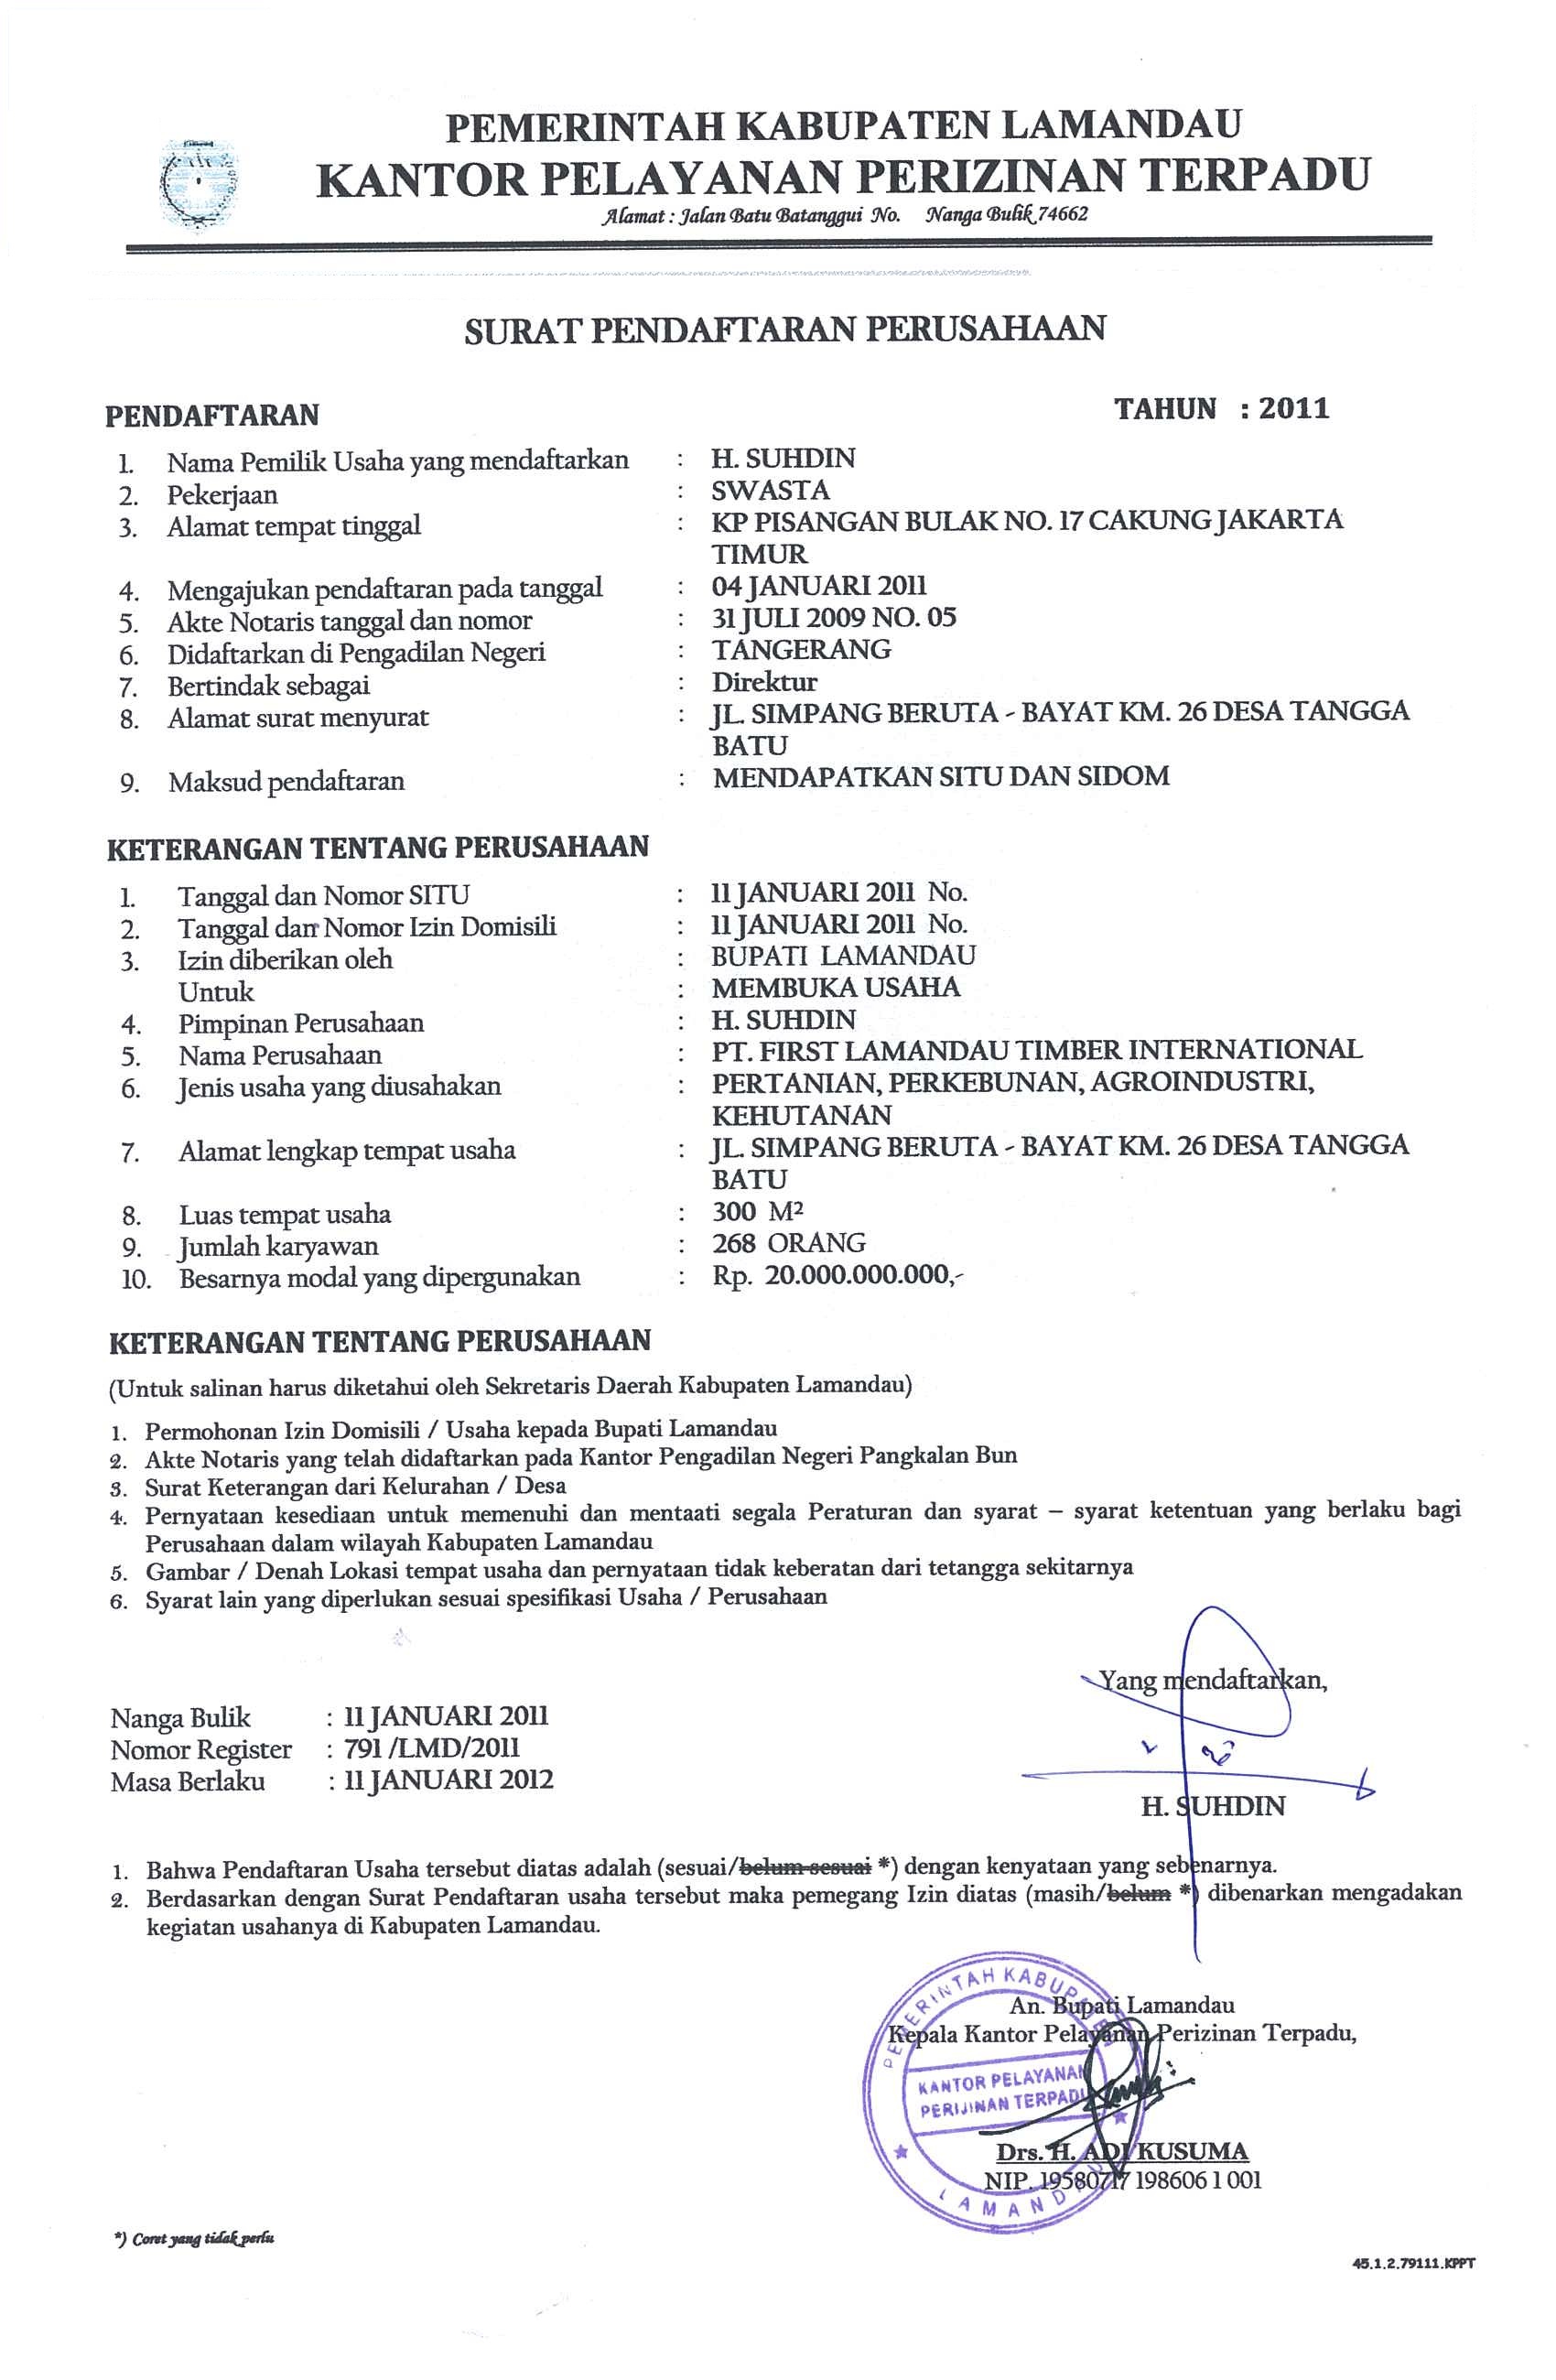 PEMERINTAH KABUPATEN LAMANDAU
KANTOR PELAYANAN PERIZINAN TERPADU
Alamat : Jalan Batu Batanggui No. Nanga Bulik 74662
SURAT PENDAFTARAN PERUSAHAAN
PENDAFTARAN TAHUN : 2011
1. Nama Pemilik Usaha yang mendaftarkan : H. SUHDIN
2. Pekerjaan : SWASTA
3. Alamat tempat tinggal : KP PISANGAN BULAK NO. 17 CAKUNG JAKARTA
TIMUR
4. Mengajukan pendaftaran pada tanggal : 04 JANUARI 2011
5. Akte Notaris tanggal dan nomor : 31 JULI 2009 NO. 05
6. Didaftarkan di Pengadilan Negeri : TANGERANG
7. Bertindak sebagai : Direktur
8. Alamat surat menyurat : JL. SIMPANG BERUTA - BAYAT KM. 26 DESA TANGGA
BATU
9. Maksud pendaftaran : MENDAPATKAN SITU DAN SIDOM
KETERANGAN TENTANG PERUSAHAAN
1. Tanggal dan Nomor SITU : 11 JANUARI 2011 No.
2. Tanggal dan Nomor Izin Domisili : 11 JANUARI 2011 No.
3. Izin diberikan oleh : BUPATI LAMANDAU
Untuk : MEMBUKA USAHA
4. Pimpinan Perusahaan : H. SUHDIN
5. Nama Perusahaan : PT. FIRST LAMANDAU TIMBER INTERNATIONAL
6. Jenis usaha yang diusahakan : PERTANIAN, PERKEBUNAN, AGROINDUSTRI,
KEHUTANAN
7. Alamat lengkap tempat usaha : JL. SIMPANG BERUTA - BAYAT KM. 26 DESA TANGGA
BATU
8. Luas tempat usaha : 300 M²
9. Jumlah karyawan : 268 ORANG
10. Besarnya modal yang dipergunakan : Rp. 20.000.000.000,-
KETERANGAN TENTANG PERUSAHAAN
(Untuk salinan harus diketahui oleh Sekretaris Daerah Kabupaten Lamandau)
1. Permohonan Izin Domisili / Usaha kepada Bupati Lamandau
2. Akte Notaris yang telah didaftarkan pada Kantor Pengadilan Negeri Pangkalan Bun
3. Surat Keterangan dari Kelurahan / Desa
4. Pernyataan kesediaan untuk memenuhi dan mentaati segala Peraturan dan syarat – syarat ketentuan yang berlaku bagi
Perusahaan dalam wilayah Kabupaten Lamandau
5. Gambar / Denah Lokasi tempat usaha dan pernyataan tidak keberatan dari tetangga sekitarnya
6. Syarat lain yang diperlukan sesuai spesifikasi Usaha / Perusahaan
Yang mendaftarkan,
Nanga Bulik : 11 JANUARI 2011
Nomor Register : 791 /LMD/2011
Masa Berlaku : 11 JANUARI 2012
H. SUHDIN
1. Bahwa Pendaftaran Usaha tersebut diatas adalah (sesuai/belum sesuai *) dengan kenyataan yang sebenarnya.
2. Berdasarkan dengan Surat Pendaftaran usaha tersebut maka pemegang Izin diatas (masih/belum *) dibenarkan mengadakan
kegiatan usahanya di Kabupaten Lamandau.
An. Bupati Lamandau
Kepala Kantor Pelayanan Perizinan Terpadu,
PEMERINTAH KABUPATEN
KANTOR PELAYANAN
PERIJINAN TERPADU
LAMANDAU
Drs. H. ADI KUSUMA
NIP. 19580717 198606 1 001
*) Coret yang tidak perlu
45.1.2.79111.KPPT